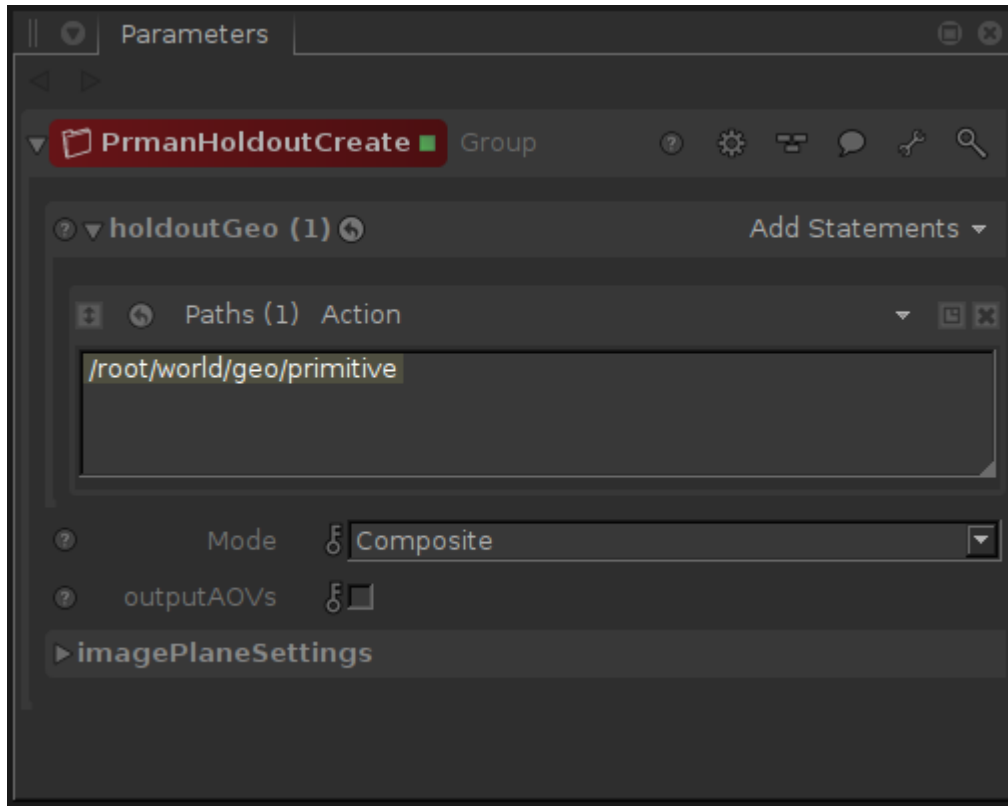 Parameters
PrmanHoldoutCreate Group
holdoutGeo (1) Add Statements
Paths (1) Action
/root/world/geo/primitive
Mode Composite
outputAOVs
imagePlaneSettings